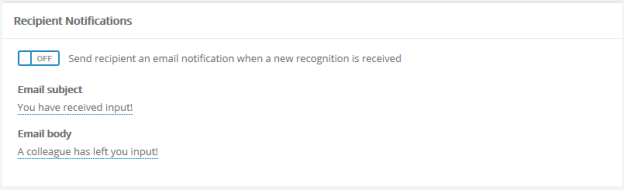 Recipient Notifications
OFF Send recipient an email notification when a new recognition is received
Email subject
You have received input!
Email body
A colleague has left you input!